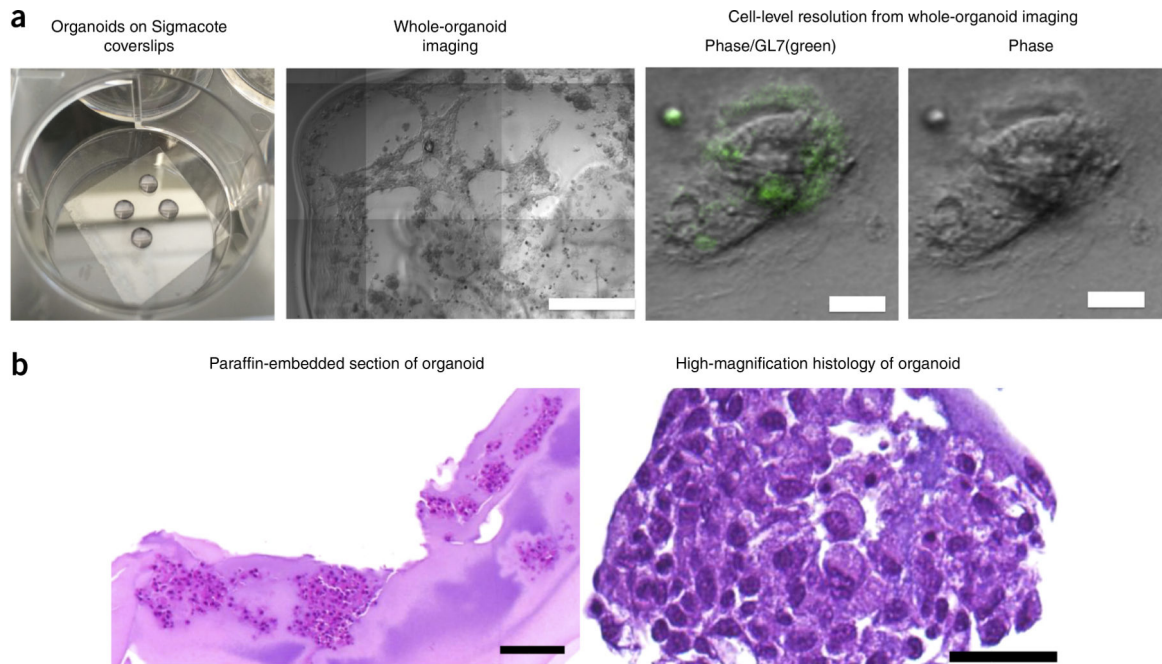 a
Organoids on Sigmacote
coverslips
Whole-organoid
imaging
Cell-level resolution from whole-organoid imaging
Phase/GL7(green)
Phase
b
Paraffin-embedded section of organoid
High-magnification histology of organoid